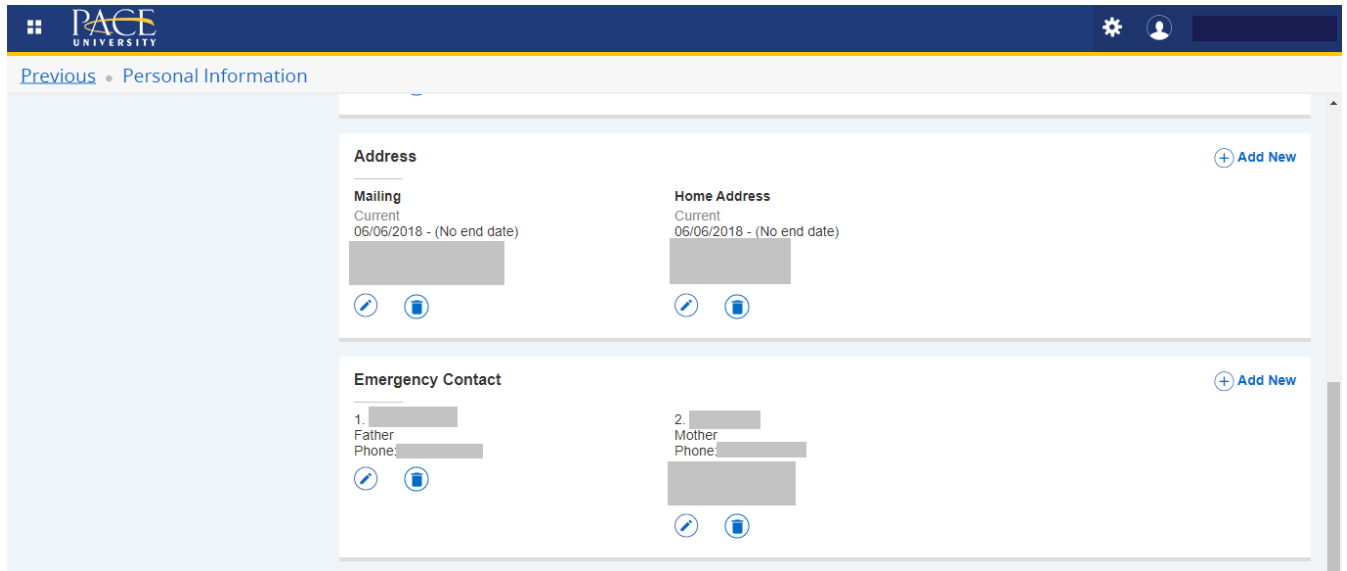 PACE
UNIVERSITY
Previous • Personal Information
Address
Add New
Mailing
Current
06/06/2018 - (No end date)
Home Address
Current
06/06/2018 - (No end date)
Emergency Contact
Add New
1.
Father
Phone:
2.
Mother
Phone: